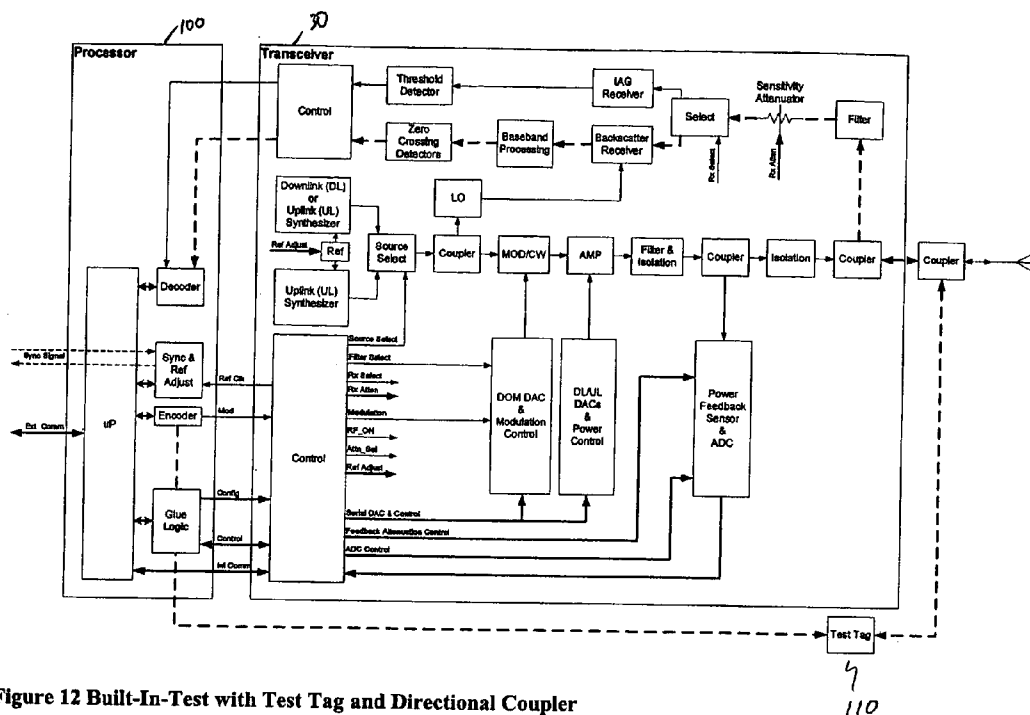 100
30
Processor
Transceiver
Control
Threshold
Detector
IAG
Receiver
Sensitivity
Attenuator
Select
Filter
Zero
Crossing
Detectors
Baseband
Processing
Backscatter
Receiver
Rx Select
Rx Atten
Downlink (DL)
or
Uplink (UL)
Synthesizer
LO
Ref Adjust
Ref
Source
Select
Coupler
MOD/CW
AMP
Filter &
Isolation
Coupler
Isolation
Coupler
Coupler
Uplink (UL)
Synthesizer
Decoder
Source Select
Sync Signal
Sync &
Ref
Adjust
Ref Clk
Filter Select
Rx Select
Rx Atten
Modulation
RF_ON
Attn_Sel
Ref Adjust
DOM DAC
&
Modulation
Control
DL/UL
DACs
&
Power
Control
Power
Feedback
Sensor
&
ADC
Encoder
Mod
Ext Comm
uP
Control
Glue
Logic
Config
Control
Serial DAC & Control
Feedback Attenuation Control
ADC Control
Int Comm
Test Tag
110
Figure 12 Built-In-Test with Test Tag and Directional Coupler